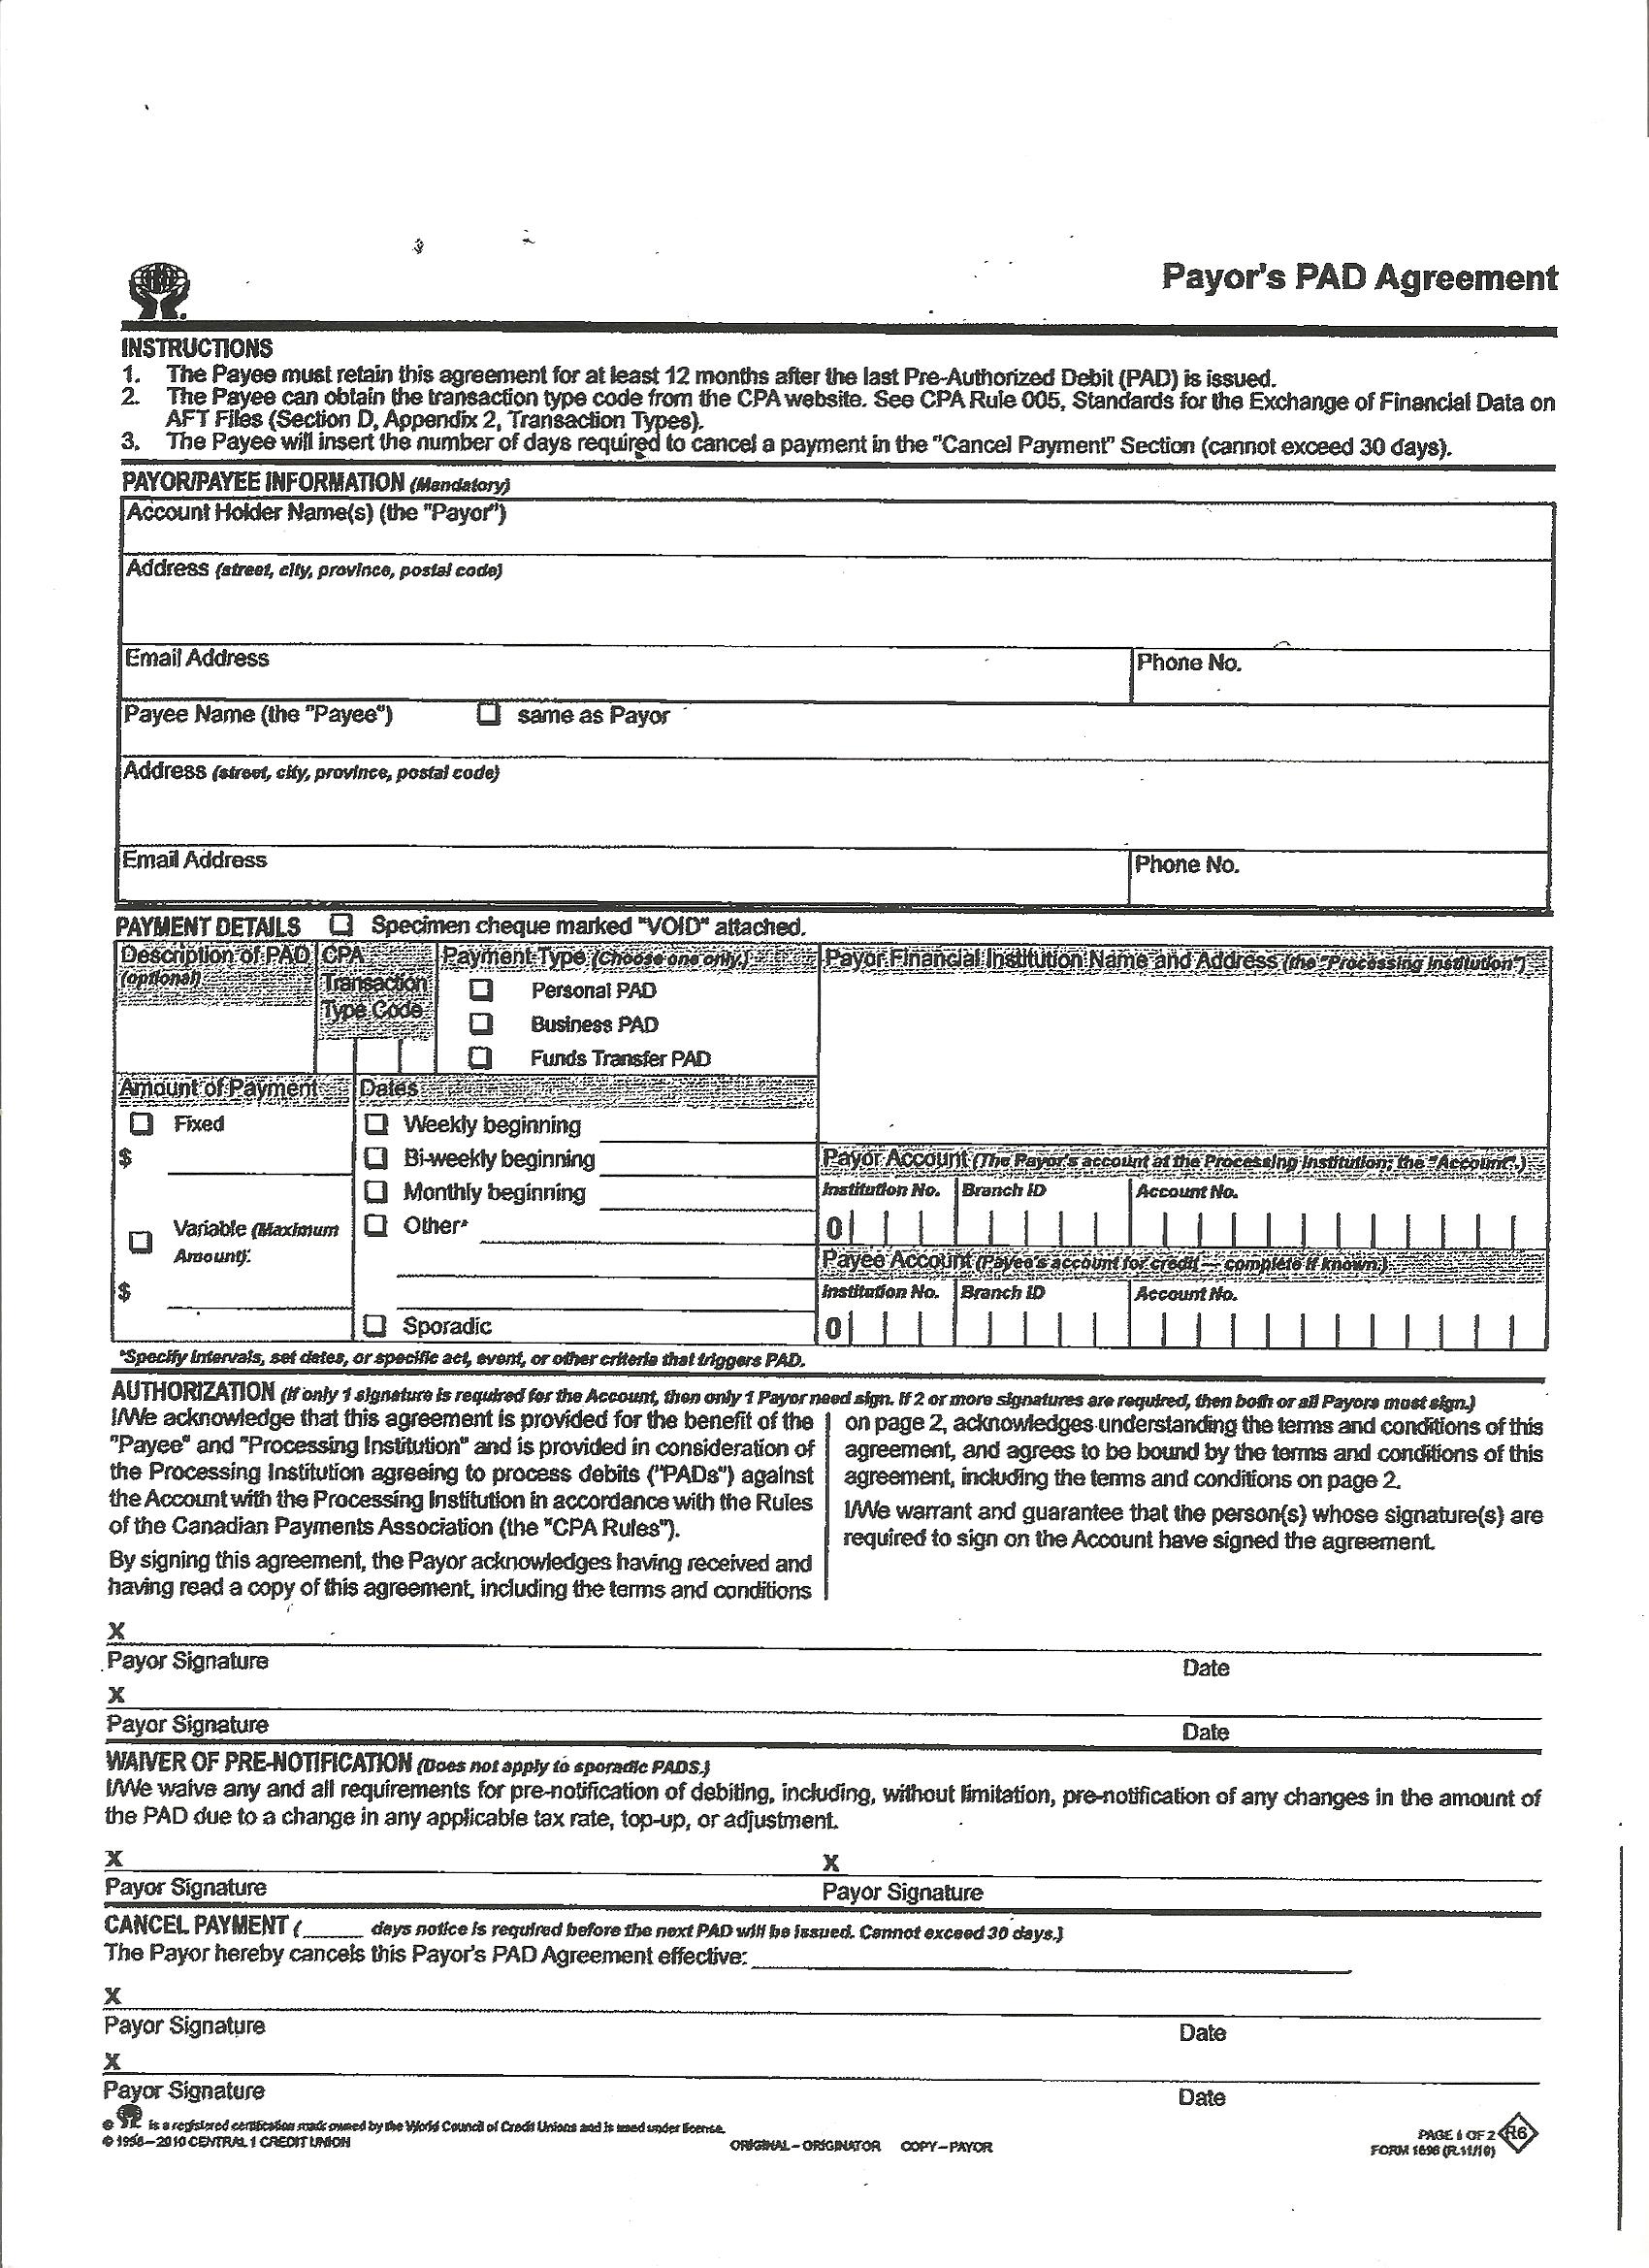 Payor's PAD Agreement
INSTRUCTIONS
1. The Payee must retain this agreement for at least 12 months after the last Pre-Authorized Debit (PAD) is issued.
2. The Payee can obtain the transaction type code from the CPA website. See CPA Rule 005, Standards for the Exchange of Financial Data on
AFT Files (Section D, Appendix 2, Transaction Types).
3. The Payee will insert the number of days required to cancel a payment in the "Cancel Payment" Section (cannot exceed 30 days).
PAYOR/PAYEE INFORMATION (Mandatory)
Account Holder Name(s) (the "Payor")
Address (street, city, province, postal code)
Email Address Phone No.
Payee Name (the "Payee") same as Payor
Address (street, city, province, postal code)
Email Address Phone No.
PAYMENT DETAILS Specimen cheque marked "VOID" attached.
Description of PAD (optional)
CPA Transaction Type Code
Payment Type (Choose one only.)
Personal PAD
Business PAD
Funds Transfer PAD
Payor Financial Institution Name and Address (the "Processing Institution")
Amount of Payment
Fixed
$
Variable (Maximum
Amount):
$
Dates
Weekly beginning
Bi-weekly beginning
Monthly beginning
Other*
Sporadic
Payor Account (The Payor's account at the Processing Institution; the "Account".)
Institution No. Branch ID Account No.
0
Payee Account (Payee's account for credit — complete if known.)
Institution No. Branch ID Account No.
0
*Specify intervals, set dates, or specific act, event, or other criteria that triggers PAD.
AUTHORIZATION (If only 1 signature is required for the Account, then only 1 Payor need sign. If 2 or more signatures are required, then both or all Payors must sign.)
I/We acknowledge that this agreement is provided for the benefit of the
"Payee" and "Processing Institution" and is provided in consideration of
the Processing Institution agreeing to process debits ("PADs") against
the Account with the Processing Institution in accordance with the Rules
of the Canadian Payments Association (the "CPA Rules").
By signing this agreement, the Payor acknowledges having received and
having read a copy of this agreement, including the terms and conditions
on page 2, acknowledges understanding the terms and conditions of this
agreement, and agrees to be bound by the terms and conditions of this
agreement, including the terms and conditions on page 2.
I/We warrant and guarantee that the person(s) whose signature(s) are
required to sign on the Account have signed the agreement.
X
Payor Signature Date
X
Payor Signature Date
WAIVER OF PRE-NOTIFICATION (Does not apply to sporadic PADS.)
I/We waive any and all requirements for pre-notification of debiting, including, without limitation, pre-notification of any changes in the amount of
the PAD due to a change in any applicable tax rate, top-up, or adjustment.
X X
Payor Signature Payor Signature
CANCEL PAYMENT (_____ days notice is required before the next PAD will be issued. Cannot exceed 30 days.)
The Payor hereby cancels this Payor's PAD Agreement effective:
X
Payor Signature Date
X
Payor Signature Date
® is a registered certification mark owned by the World Council of Credit Unions and is used under license.
© 1996–2010 CENTRAL 1 CREDIT UNION
ORIGINAL – ORIGINATOR COPY – PAYOR
PAGE 1 OF 2 R6
FORM 1696 (R.11/10)